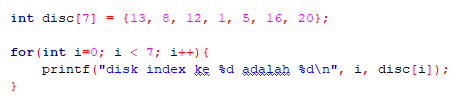 int disc[7] = {13, 8, 12, 1, 5, 16, 20};
for(int i=0; i < 7; i++){
printf("disk index ke %d adalah %d\n", i, disc[i]);
}